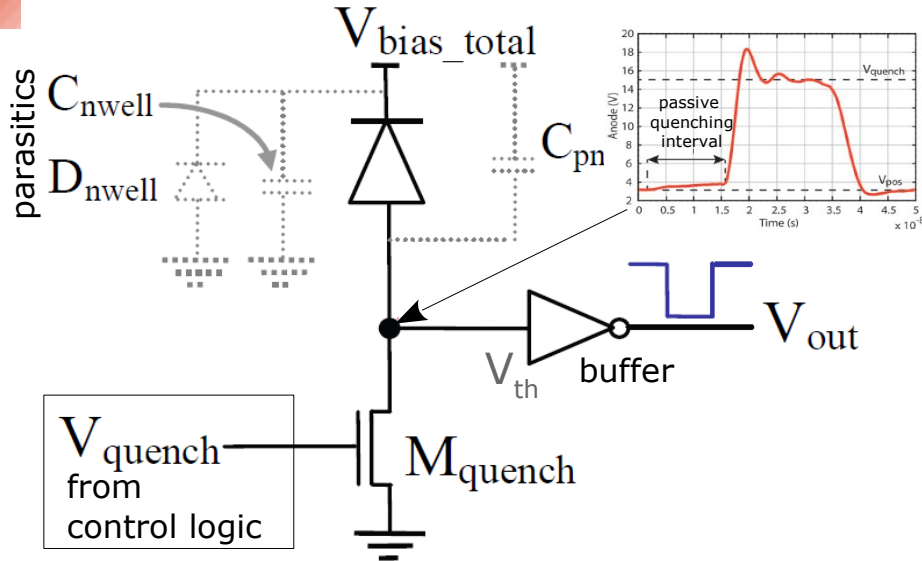 V_bias_total
parasitics
C_nwell
D_nwell
C_pn
20
18
16
14
12
10
8
6
4
2
Anode (V)
V_quench
passive
quenching
interval
V_pos
0 0.5 1 1.5 2 2.5 3 3.5 4 4.5 5
Time (s)
x 10^-8
V_th
buffer
V_out
V_quench
from
control logic
M_quench